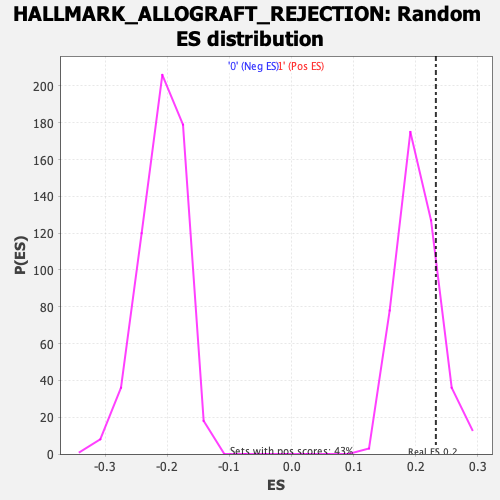 HALLMARK_ALLOGRAFT_REJECTION: Random
ES distribution
'0' (Neg ES)
1' (Pos ES)
P(ES)
200
180
160
140
120
100
80
60
40
20
0
Sets with pos scores: 43%
Real ES 0.2
-0.3
-0.2
-0.1
0.0
0.1
0.2
0.3
ES